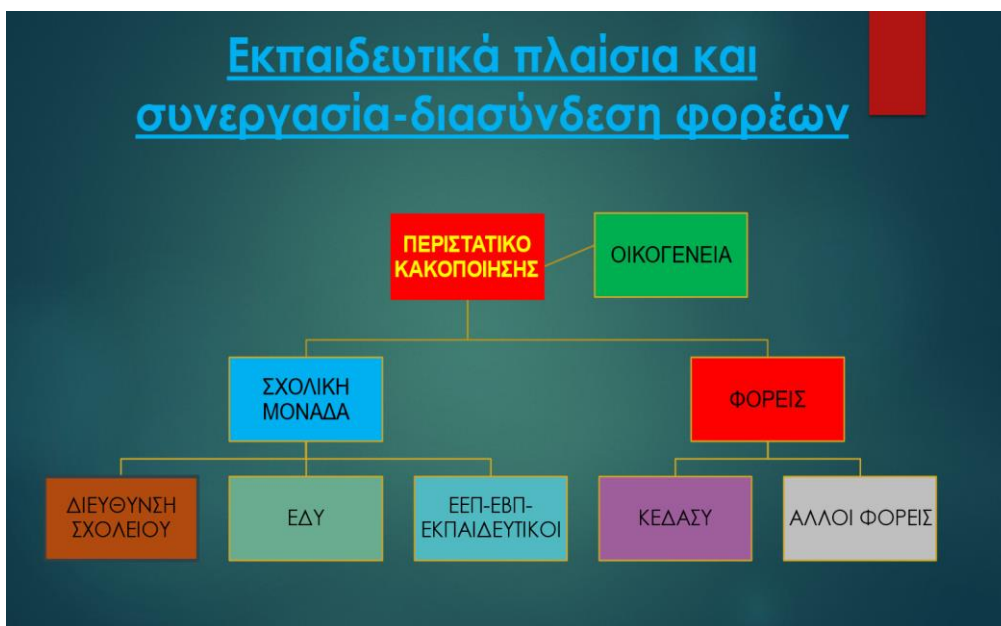 Εκπαιδευτικά πλαίσια και
συνεργασία-διασύνδεση φορέων
ΠΕΡΙΣΤΑΤΙΚΟ
ΚΑΚΟΠΟΙΗΣΗΣ
ΟΙΚΟΓΕΝΕΙΑ
ΣΧΟΛΙΚΗ
ΜΟΝΑΔΑ
ΦΟΡΕΙΣ
ΔΙΕΥΘΥΝΣΗ
ΣΧΟΛΕΙΟΥ
ΕΔΥ
ΕΕΠ-ΕΒΠ-
ΕΚΠΑΙΔΕΥΤΙΚΟΙ
ΚΕΔΑΣΥ
ΑΛΛΟΙ ΦΟΡΕΙΣ